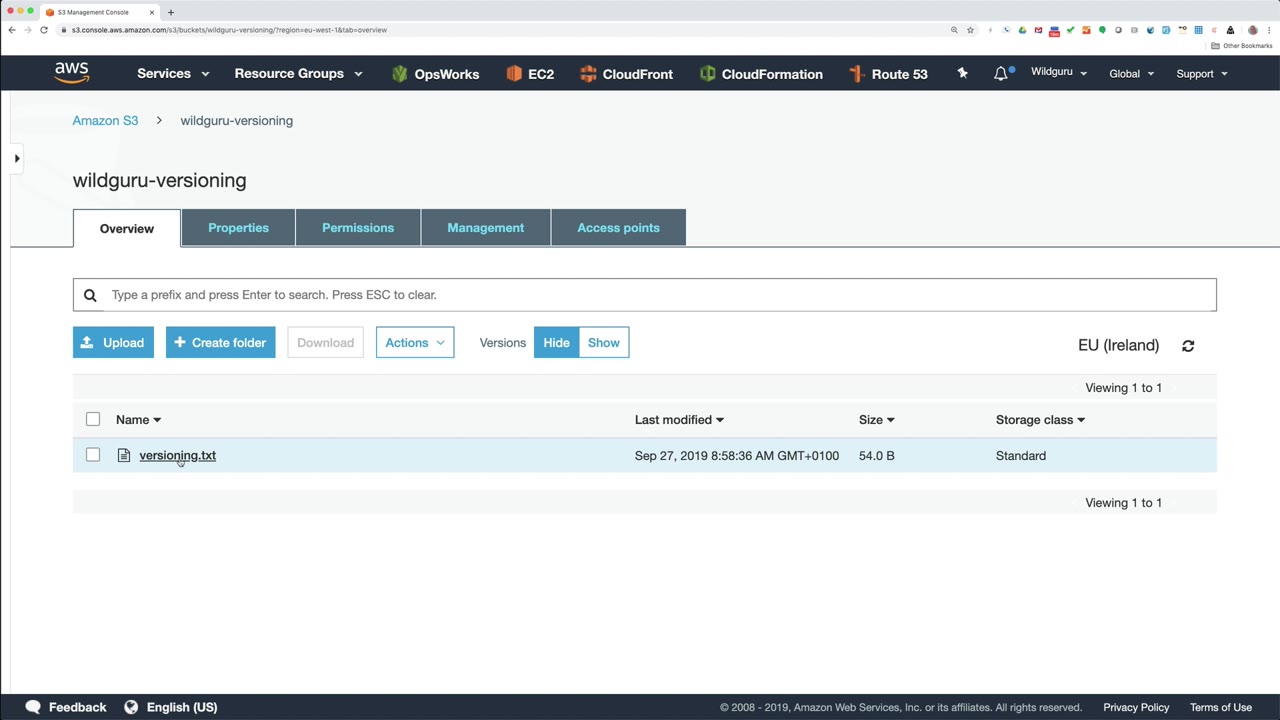 S3 Management Console
s3.console.aws.amazon.com/s3/buckets/wildguru-versioning/?region=eu-west-1&tab=overview
Other Bookmarks
aws Services Resource Groups OpsWorks EC2 CloudFront CloudFormation Route 53 Wildguru Global Support
Amazon S3 > wildguru-versioning
wildguru-versioning
Overview Properties Permissions Management Access points
Type a prefix and press Enter to search. Press ESC to clear.
Upload + Create folder Download Actions Versions Hide Show EU (Ireland)
Viewing 1 to 1
Name Last modified Size Storage class
versioning.txt Sep 27, 2019 8:58:36 AM GMT+0100 54.0 B Standard
Viewing 1 to 1
Feedback English (US) © 2008 - 2019, Amazon Web Services, Inc. or its affiliates. All rights reserved. Privacy Policy Terms of Use